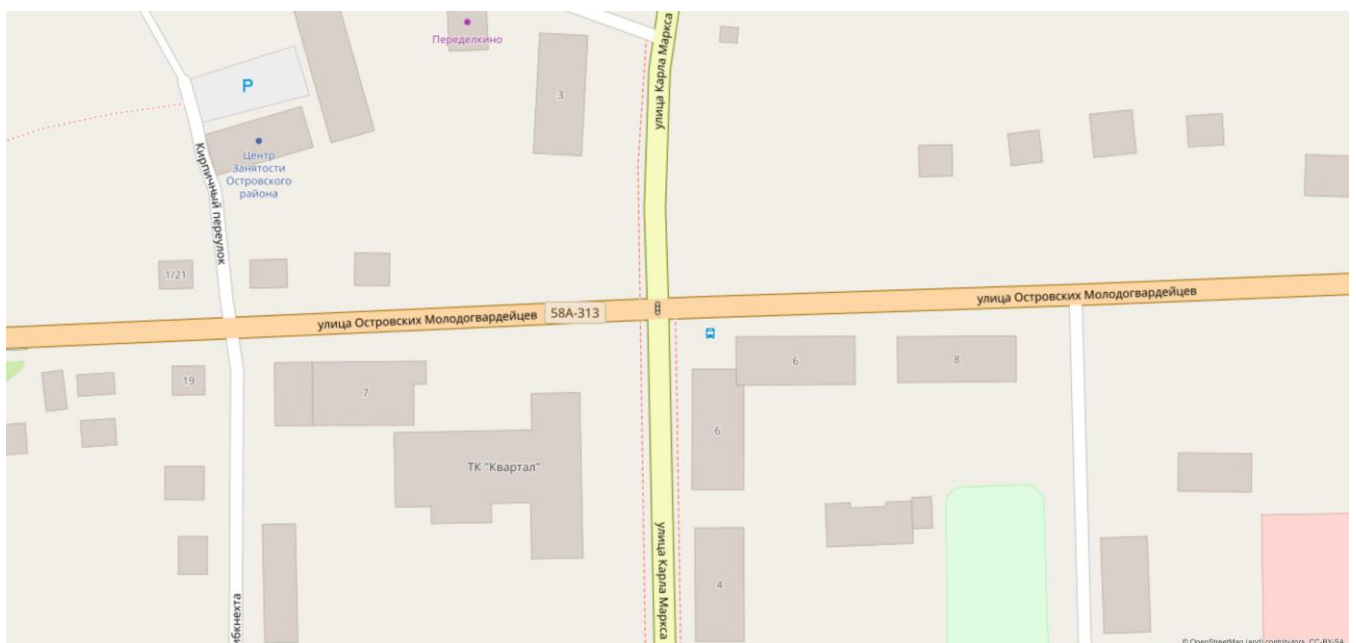 Переделкино
улица Карла Маркса
3
P
Центр
Занятости
Островского
района
Кирпичный переулок
1/21
улица Островских Молодогвардейцев
58А-313
улица Островских Молодогвардейцев
6
8
19
7
6
ТК "Квартал"
улица Карла Маркса
4
бкнехта
© OpenStreetMap (and) contributors, CC-BY-SA